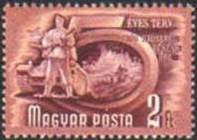 ÉVES TERV
MAGYAR POSTA
2 Ft